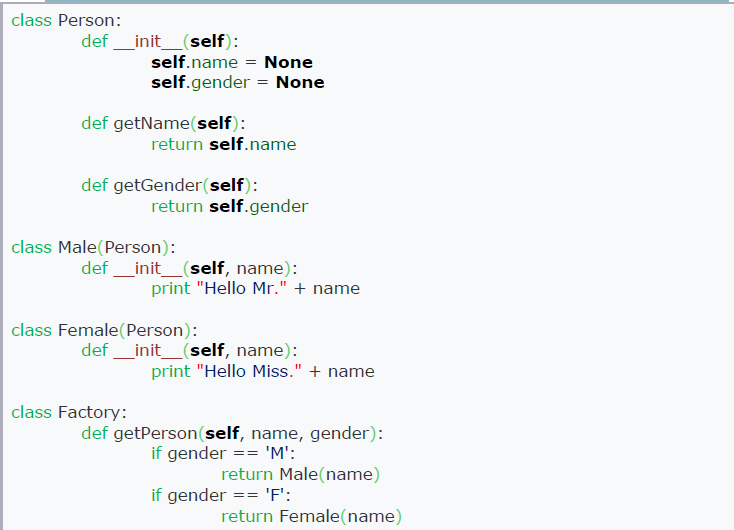 class Person:
def __init__(self):
self.name = None
self.gender = None
def getName(self):
return self.name
def getGender(self):
return self.gender
class Male(Person):
def __init__(self, name):
print "Hello Mr." + name
class Female(Person):
def __init__(self, name):
print "Hello Miss." + name
class Factory:
def getPerson(self, name, gender):
if gender == 'M':
return Male(name)
if gender == 'F':
return Female(name)